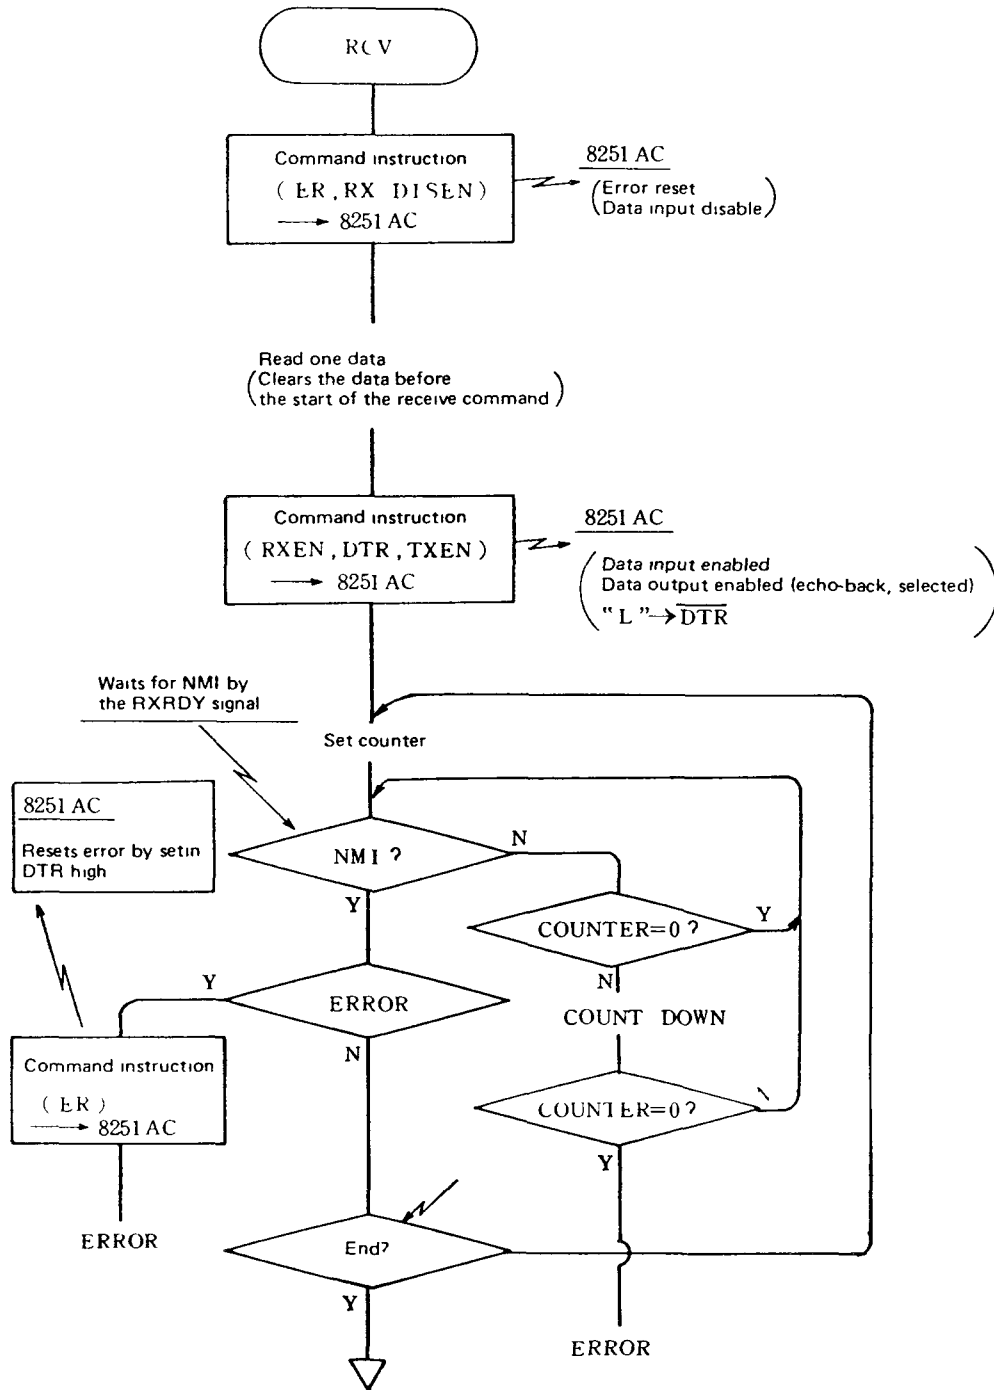 RCV
Command instruction
(ER, RX DISEN)
→ 8251 AC
8251 AC
(Error reset
Data input disable)
Read one data
(Clears the data before
the start of the receive command)
Command instruction
(RXEN, DTR, TXEN)
→ 8251 AC
8251 AC
(Data input enabled
Data output enabled (echo-back, selected)
"L"→D̅T̅R̅)
Waits for NMI by
the RXRDY signal
Set counter
8251 AC
Resets error by setin
DTR high
NMI ?
N
Y
COUNTER=0 ?
Y
N
ERROR
Y
N
COUNT DOWN
Command instruction
(ER)
→ 8251 AC
COUNTER=0 ?
Y
ERROR
End?
Y
ERROR